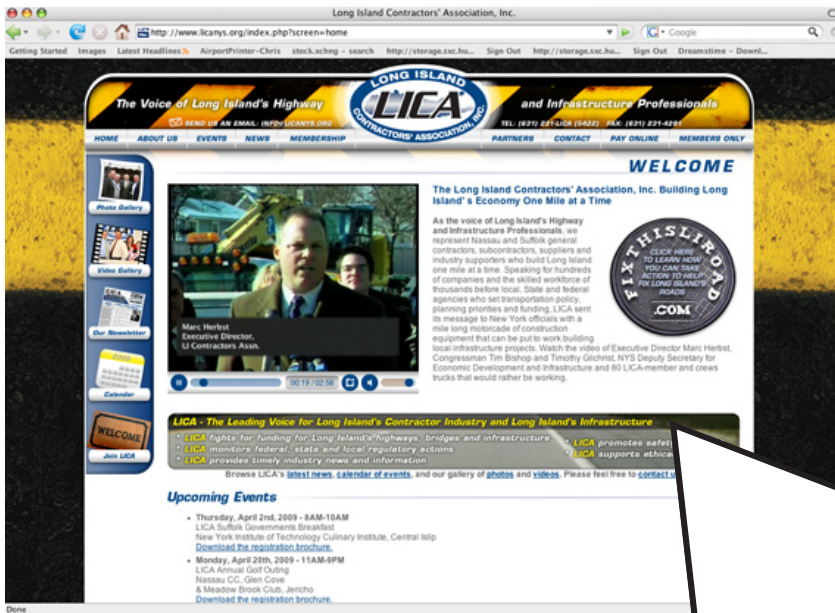 Long Island Contractors' Association, Inc.
http://www.licanys.org/index.php?screen=home
Google
Getting Started Images Latest Headlines AirportPrinter-Chris stock.xchng - search http://storage.sxc.hu... Sign Out http://storage.sxc.hu... Sign Out Dreamstime - Downl...
The Voice of Long Island's Highway
and Infrastructure Professionals
LONG ISLAND
LICA
CONTRACTORS' ASSOCIATION, INC.
SEND US AN EMAIL: INFO@LICANYS.ORG
TEL: (631) 231-LICA (5422) FAX: (631) 231-4291
HOME ABOUT US EVENTS NEWS MEMBERSHIP PARTNERS CONTACT PAY ONLINE MEMBERS ONLY
WELCOME
Photo Gallery
Video Gallery
LICA
Our Newsletter
Calendar
WELCOME
Join LICA
Marc Herbst
Executive Director,
LI Contractors Assn.
00:19 / 02:56
The Long Island Contractors' Association, Inc. Building Long
Island' s Economy One Mile at a Time
As the voice of Long Island's Highway
and Infrastructure Professionals, we
represent Nassau and Suffolk general
contractors, subcontractors, suppliers and
industry supporters who build Long Island
one mile at a time. Speaking for hundreds
of companies and the skilled workforce of
thousands before local, State and federal
agencies who set transportation policy,
planning priorities and funding, LICA sent
its message to New York officials with a
mile long motorcade of construction
equipment that can be put to work building
local infrastructure projects. Watch the video of Executive Director Marc Herbst,
Congressman Tim Bishop and Timothy Gilchrist, NYS Deputy Secretary for
Economic Development and Infrastructure and 80 LICA-member and crews
trucks that would rather be working.
FIXTHISLIROAD
CLICK HERE
TO LEARN HOW
YOU CAN TAKE
ACTION TO HELP
FIX LONG ISLAND'S
ROADS
.COM
LICA - The Leading Voice for Long Island's Contractor Industry and Long Island's Infrastructure
* LICA fights for funding for Long Island's highways, bridges and infrastructure
* LICA monitors federal, state and local regulatory actions
* LICA provides timely industry news and information
* LICA promotes safety
* LICA supports ethica
Browse LICA's latest news, calendar of events, and our gallery of photos and videos. Please feel free to contact u
Upcoming Events
• Thursday, April 2nd, 2009 - 8AM-10AM
LICA Suffolk Governments Breakfast
New York Institute of Technology Culinary Institute, Central Islip
Download the registration brochure.
• Monday, April 20th, 2009 - 11AM-9PM
LICA Annual Golf Outing
Nassau CC, Glen Cove
& Meadow Brook Club, Jericho
Download the registration brochure.
Done